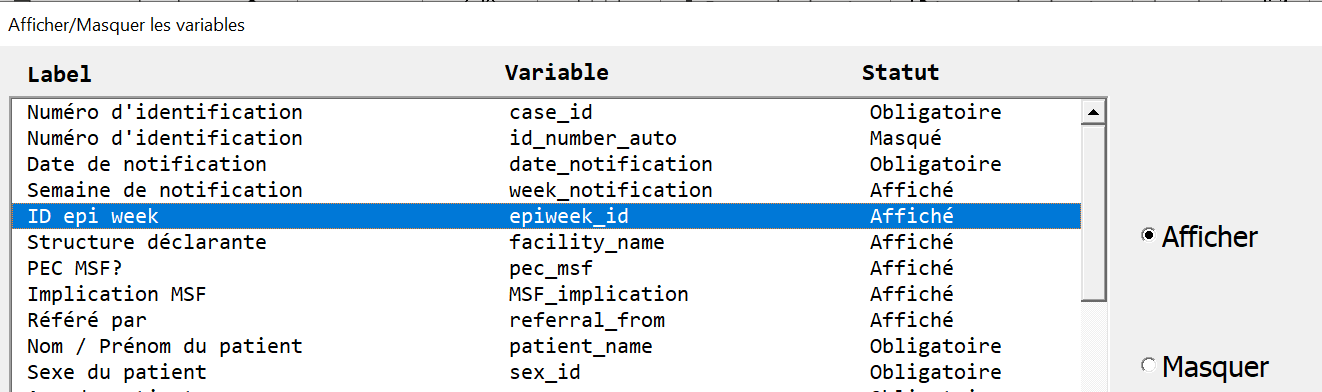 Afficher/Masquer les variables
Label Variable Statut
Numéro d'identification case_id Obligatoire
Numéro d'identification id_number_auto Masqué
Date de notification date_notification Obligatoire
Semaine de notification week_notification Affiché
ID epi week epiweek_id Affiché
Structure déclarante facility_name Affiché
PEC MSF? pec_msf Affiché
Implication MSF MSF_implication Affiché
Référé par referral_from Affiché
Nom / Prénom du patient patient_name Obligatoire
Sexe du patient sex_id Obligatoire
Afficher
Masquer